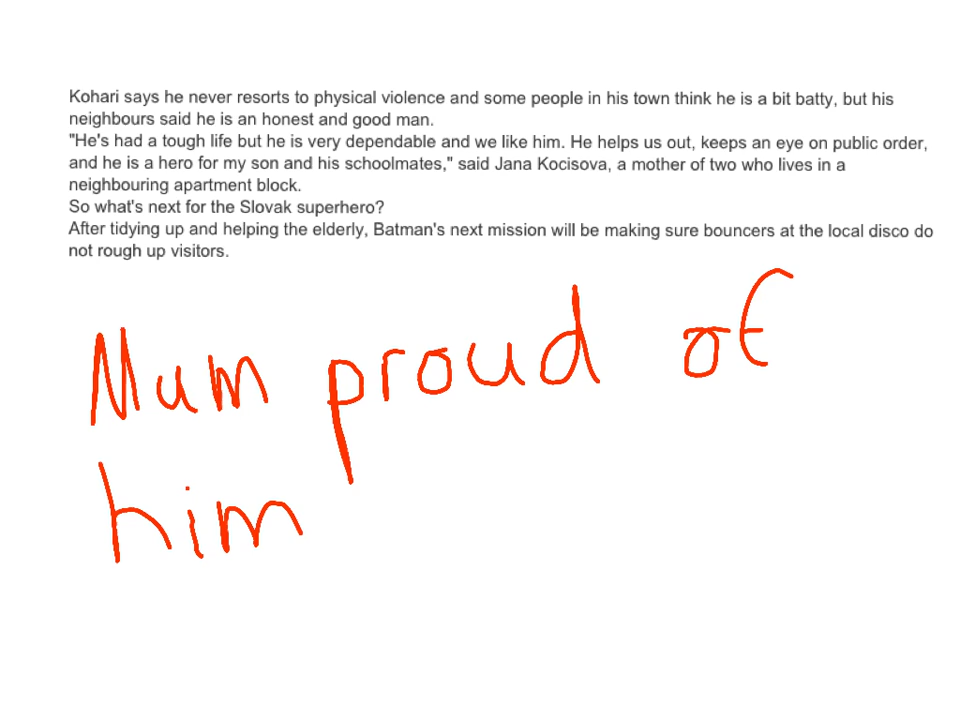 Kohari says he never resorts to physical violence and some people in his town think he is a bit batty, but his
neighbours said he is an honest and good man.
"He's had a tough life but he is very dependable and we like him. He helps us out, keeps an eye on public order,
and he is a hero for my son and his schoolmates," said Jana Kocisova, a mother of two who lives in a
neighbouring apartment block.
So what's next for the Slovak superhero?
After tidying up and helping the elderly, Batman's next mission will be making sure bouncers at the local disco do
not rough up visitors.
Mum proud of
him